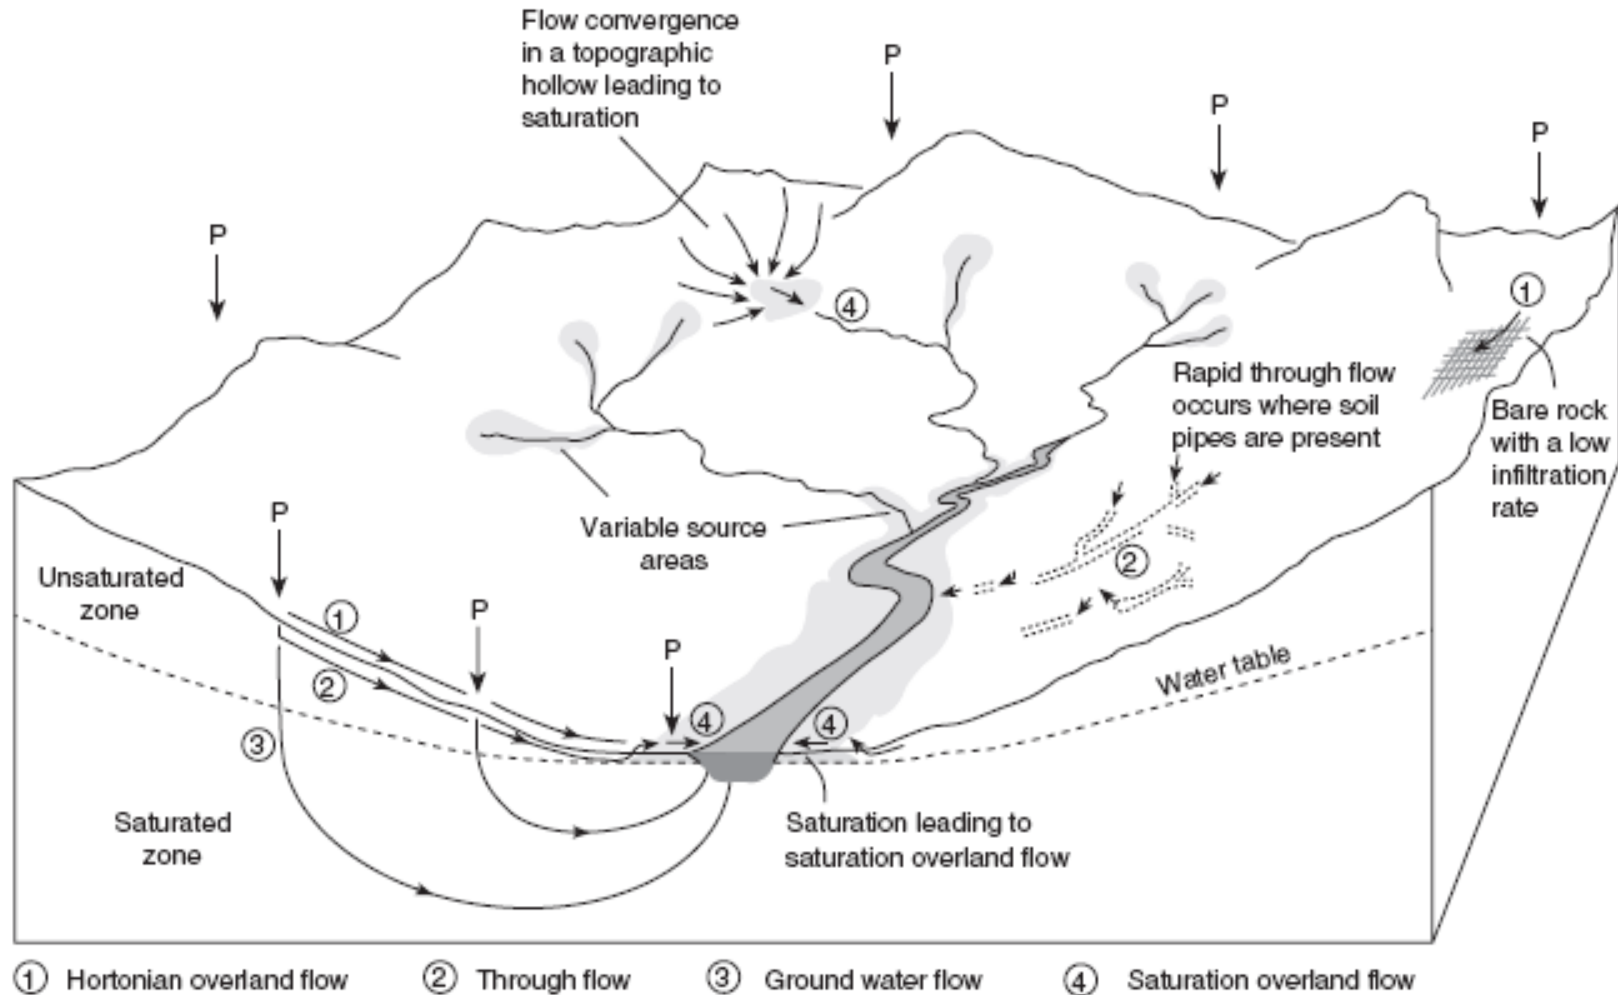 Flow convergence
in a topographic
hollow leading to
saturation
P
P
P
P
4
1
Rapid through flow
occurs where soil
pipes are present
Bare rock
with a low
infiltration
rate
P
Variable source
areas
2
Unsaturated
zone
1
P
P
2
4
4
Water table
3
Saturated
zone
Saturation leading to
saturation overland flow
1 Hortonian overland flow 2 Through flow 3 Ground water flow 4 Saturation overland flow